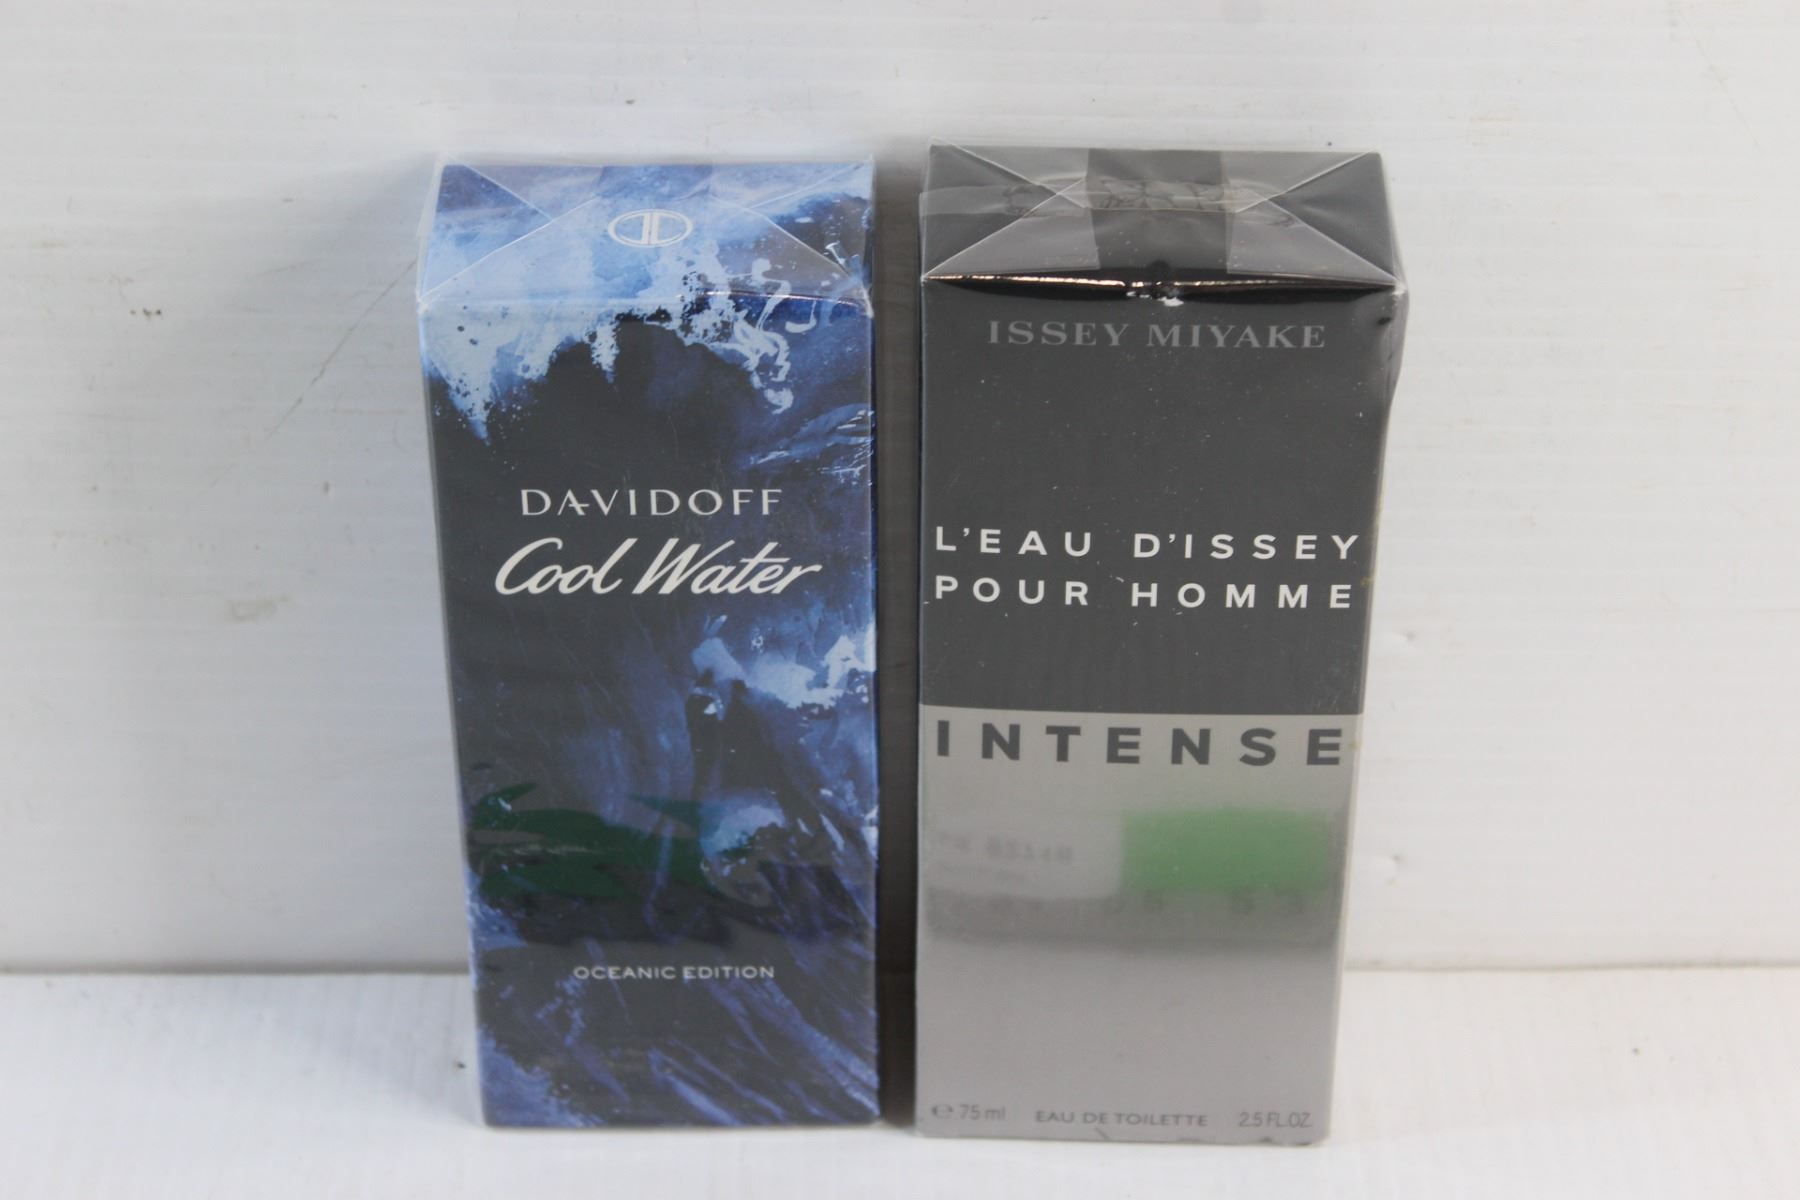 DAVIDOFF
Cool Water
OCEANIC EDITION
ISSEY MIYAKE
L'EAU D'ISSEY
POUR HOMME
INTENSE
℮ 75 ml EAU DE TOILETTE 2.5 FL.OZ.